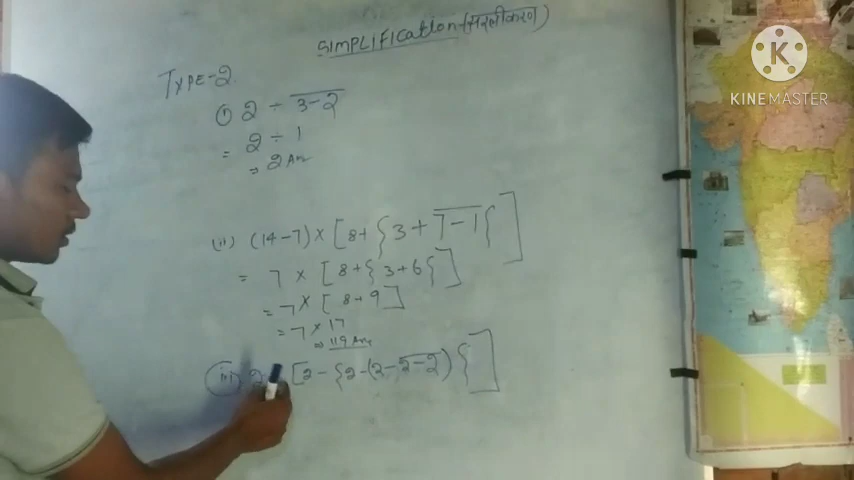 SIMPLIFication-(सरलीकरण)
TYPE-2.
(i) 2 ÷ 3-2
= 2 ÷ 1
⇒ 2 Ans
(ii) (14-7) × [8+{3+7-1{]
= 7 × [8+{3+6{]
= 7 × [8+9]
= 7 × 17
⇒ 119 Ans
(iii) 2 [2-{2-(2-2-2){]
KINEMASTER